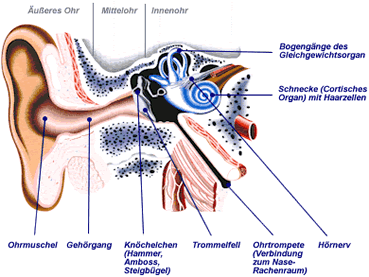 Äußeres Ohr
Mittelohr
Innenohr
Bogengänge des
Gleichgewichtsorgan
Schnecke (Cortisches
Organ) mit Haarzellen
Ohrmuschel
Gehörgang
Knöchelchen
(Hammer,
Amboss,
Steigbügel)
Trommelfell
Ohrtrompete
(Verbindung
zum Nase-
Rachenraum)
Hörnerv